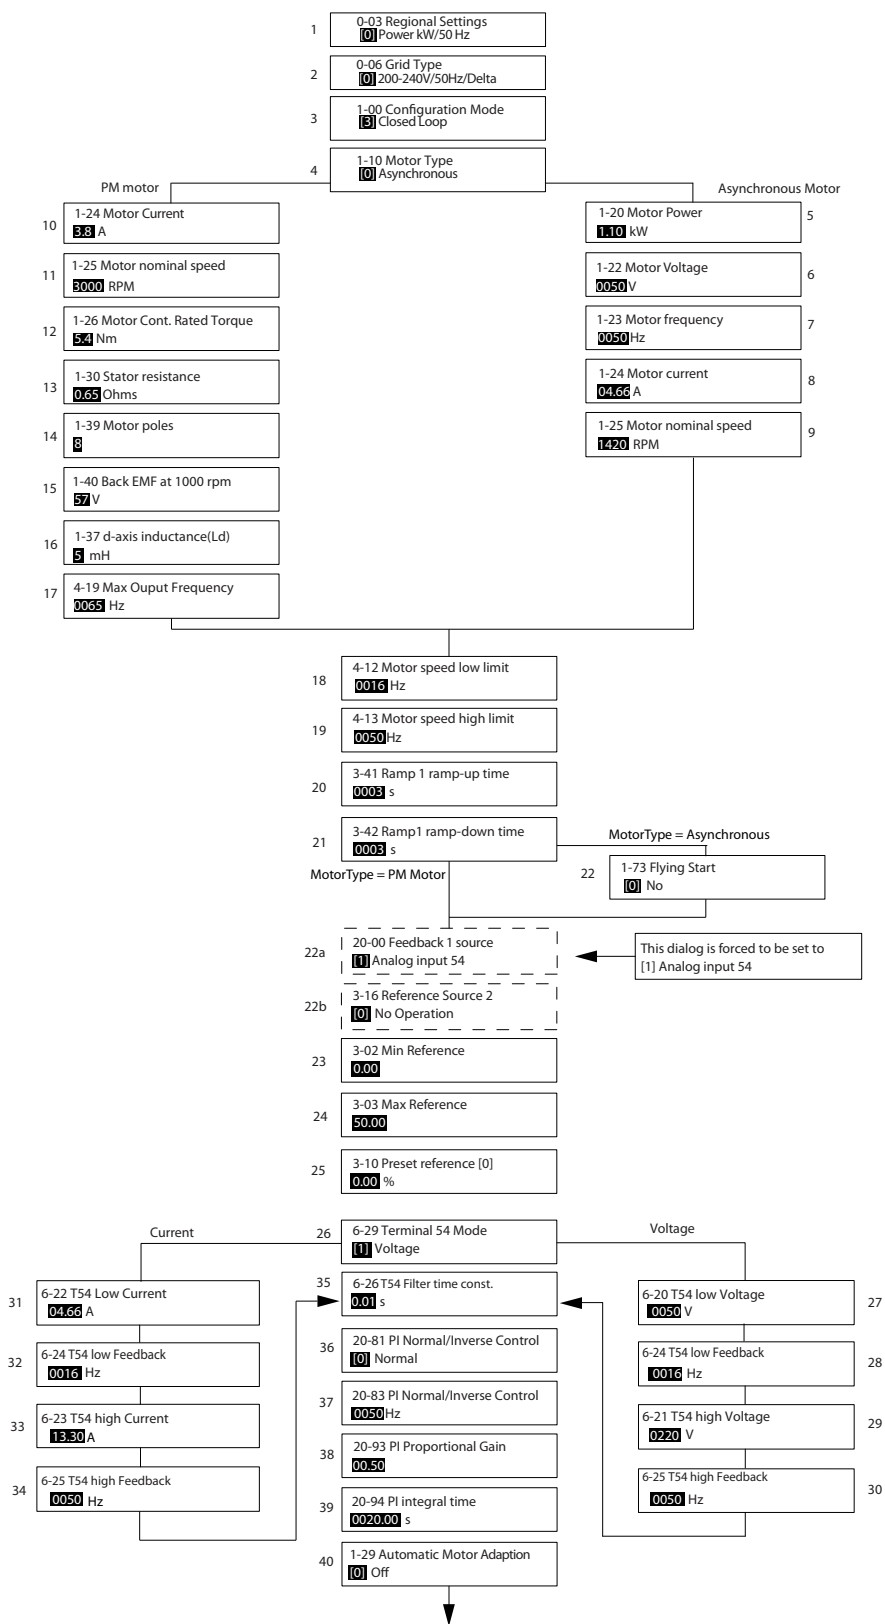 1
0-03 Regional Settings
[0] Power kW/50 Hz
2
0-06 Grid Type
[0] 200-240V/50Hz/Delta
3
1-00 Configuration Mode
[3] Closed Loop
4
1-10 Motor Type
[0] Asynchronous
PM motor
Asynchronous Motor
10
1-24 Motor Current
3.8 A
11
1-25 Motor nominal speed
3000 RPM
12
1-26 Motor Cont. Rated Torque
5.4 Nm
13
1-30 Stator resistance
0.65 Ohms
14
1-39 Motor poles
8
15
1-40 Back EMF at 1000 rpm
57 V
16
1-37 d-axis inductance(Ld)
5 mH
17
4-19 Max Ouput Frequency
0065 Hz
1-20 Motor Power
1.10 kW
5
1-22 Motor Voltage
0050 V
6
1-23 Motor frequency
0050 Hz
7
1-24 Motor current
04.66 A
8
1-25 Motor nominal speed
1420 RPM
9
18
4-12 Motor speed low limit
0016 Hz
19
4-13 Motor speed high limit
0050 Hz
20
3-41 Ramp 1 ramp-up time
0003 s
21
3-42 Ramp1 ramp-down time
0003 s
MotorType = Asynchronous
MotorType = PM Motor
22
1-73 Flying Start
[0] No
22a
20-00 Feedback 1 source
[1] Analog input 54
This dialog is forced to be set to
[1] Analog input 54
22b
3-16 Reference Source 2
[0] No Operation
23
3-02 Min Reference
0.00
24
3-03 Max Reference
50.00
25
3-10 Preset reference [0]
0.00 %
26
6-29 Terminal 54 Mode
[1] Voltage
Current
Voltage
31
6-22 T54 Low Current
04.66 A
32
6-24 T54 low Feedback
0016 Hz
33
6-23 T54 high Current
13.30 A
34
6-25 T54 high Feedback
0050 Hz
35
6-26 T54 Filter time const.
0.01 s
36
20-81 PI Normal/Inverse Control
[0] Normal
37
20-83 PI Normal/Inverse Control
0050 Hz
38
20-93 PI Proportional Gain
00.50
39
20-94 PI integral time
0020.00 s
40
1-29 Automatic Motor Adaption
[0] Off
6-20 T54 low Voltage
0050 V
27
6-24 T54 low Feedback
0016 Hz
28
6-21 T54 high Voltage
0220 V
29
6-25 T54 high Feedback
0050 Hz
30